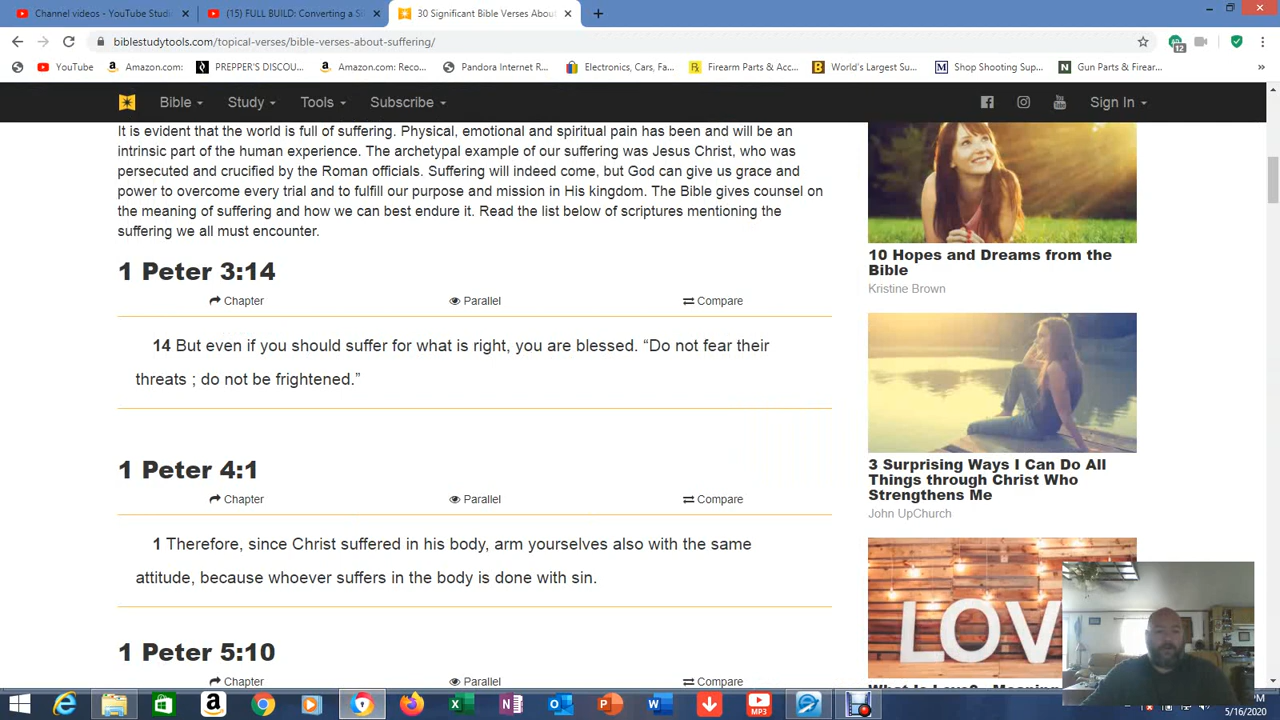 Channel videos - YouTube Studi
(15) FULL BUILD: Converting a S
30 Significant Bible Verses Abou
biblestudytools.com/topical-verses/bible-verses-about-suffering/
12
YouTube
Amazon.com:
PREPPER'S DISCOU...
Amazon.com: Reco...
Pandora Internet R...
Electronics, Cars, Fa...
Firearm Parts & Acc...
World's Largest Su...
Shop Shooting Sup...
Gun Parts & Firear...
»
Bible
Study
Tools
Subscribe
Sign In
It is evident that the world is full of suffering. Physical, emotional and spiritual pain has been and will be an
intrinsic part of the human experience. The archetypal example of our suffering was Jesus Christ, who was
persecuted and crucified by the Roman officials. Suffering will indeed come, but God can give us grace and
power to overcome every trial and to fulfill our purpose and mission in His kingdom. The Bible gives counsel on
the meaning of suffering and how we can best endure it. Read the list below of scriptures mentioning the
suffering we all must encounter.
1 Peter 3:14
Chapter
Parallel
Compare
14 But even if you should suffer for what is right, you are blessed. “Do not fear their
threats ; do not be frightened.”
1 Peter 4:1
Chapter
Parallel
Compare
1 Therefore, since Christ suffered in his body, arm yourselves also with the same
attitude, because whoever suffers in the body is done with sin.
1 Peter 5:10
Chapter
Parallel
Compare
10 Hopes and Dreams from the
Bible
Kristine Brown
3 Surprising Ways I Can Do All
Things through Christ Who
Strengthens Me
John UpChurch
LOV
MP3
5/16/2020